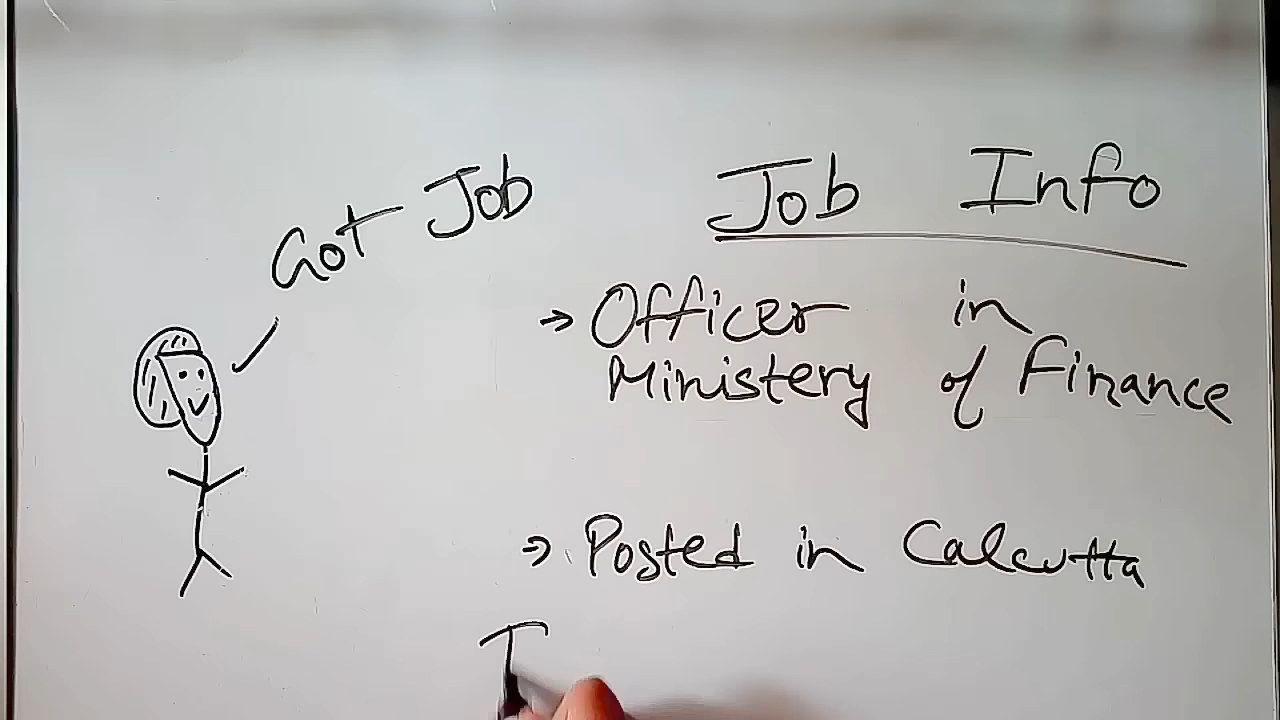 Got Job
Job Info
→ Officer in
Ministery of Finance
→ Posted in Calcutta
T